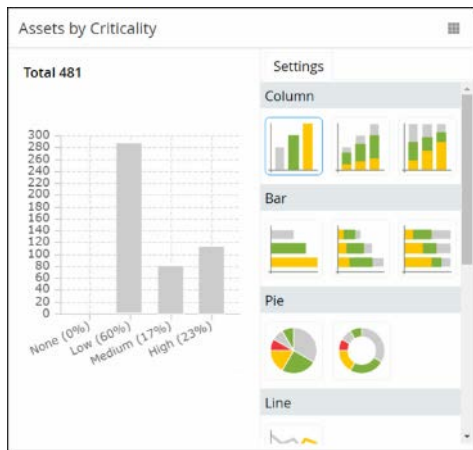 Assets by Criticality
Total 481
300
280
260
240
220
200
180
160
140
120
100
80
60
40
20
0
None (0%)
Low (60%)
Medium (17%)
High (23%)
Settings
Column
Bar
Pie
Line